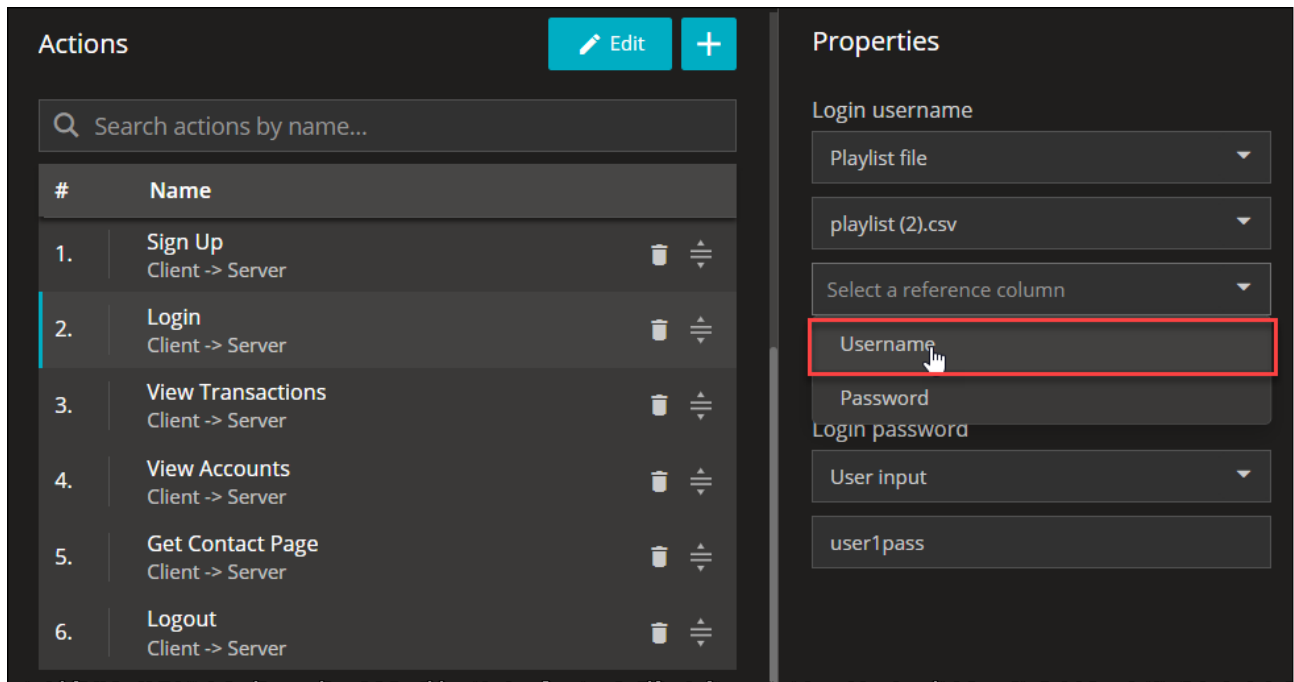 Actions
Edit
Search actions by name...
# Name
1. Sign Up
Client -> Server
2. Login
Client -> Server
3. View Transactions
Client -> Server
4. View Accounts
Client -> Server
5. Get Contact Page
Client -> Server
6. Logout
Client -> Server
Properties
Login username
Playlist file
playlist (2).csv
Select a reference column
Username
Password
Login password
User input
user1pass